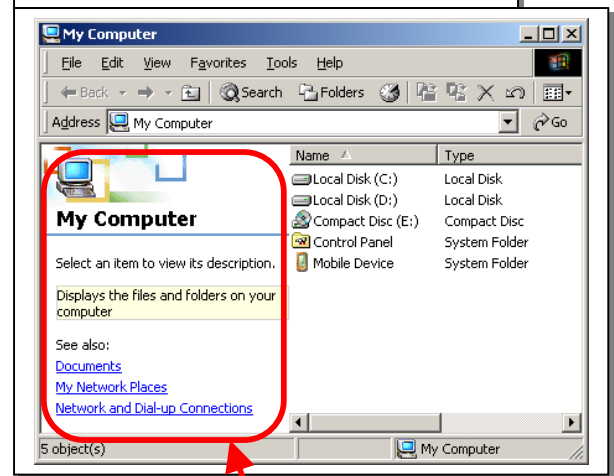 My Computer
File Edit View Favorites Tools Help
Back Search Folders
Address My Computer Go
Name Type
Local Disk (C:) Local Disk
Local Disk (D:) Local Disk
Compact Disc (E:) Compact Disc
Control Panel System Folder
Mobile Device System Folder
My Computer
Select an item to view its description.
Displays the files and folders on your
computer
See also:
Documents
My Network Places
Network and Dial-up Connections
5 object(s) My Computer